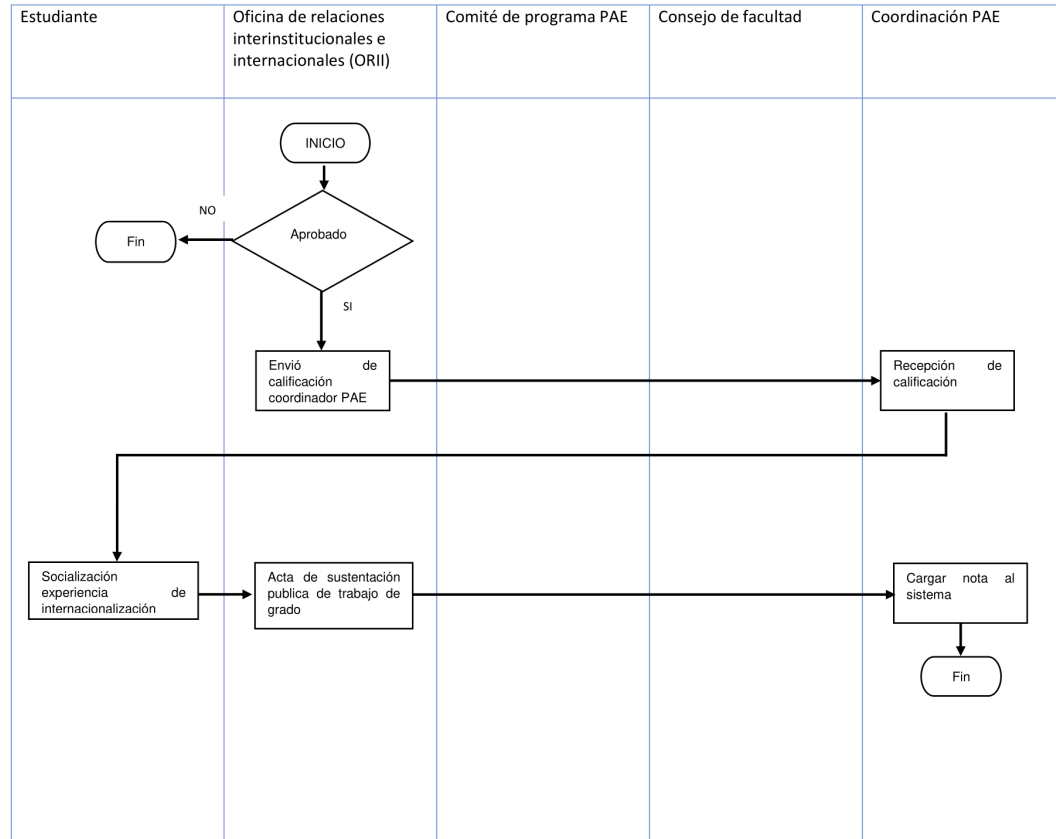 Estudiante
Oficina de relaciones
interinstitucionales e
internacionales (ORII)
Comité de programa PAE
Consejo de facultad
Coordinación PAE
INICIO
NO
Fin
Aprobado
SI
Envió de
calificación
coordinador PAE
Recepción de
calificación
Socialización
experiencia de
internacionalización
Acta de sustentación
publica de trabajo de
grado
Cargar nota al
sistema
Fin